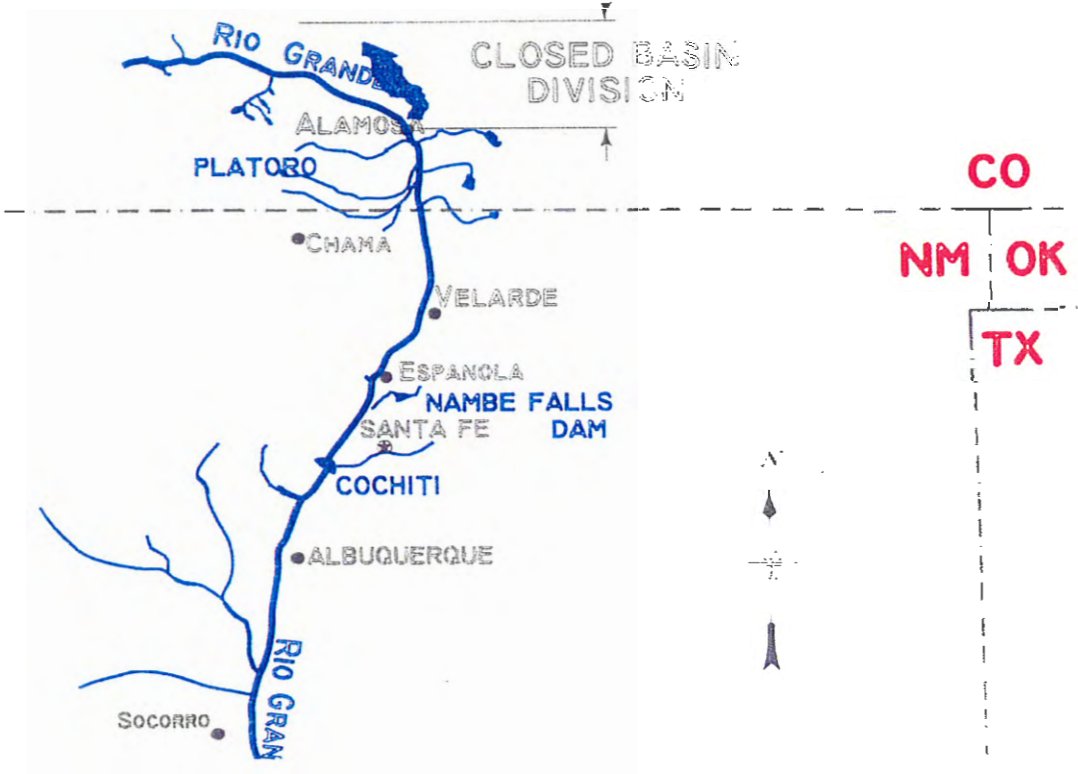 RIO GRANDE
CLOSED BASIN
DIVISION
ALAMOSA
PLATORO
CO
CHAMA
NM
OK
VELARDE
TX
ESPANOLA
NAMBE FALLS
DAM
SANTA FE
N
COCHITI
ALBUQUERQUE
RIO GRAN
SOCORRO